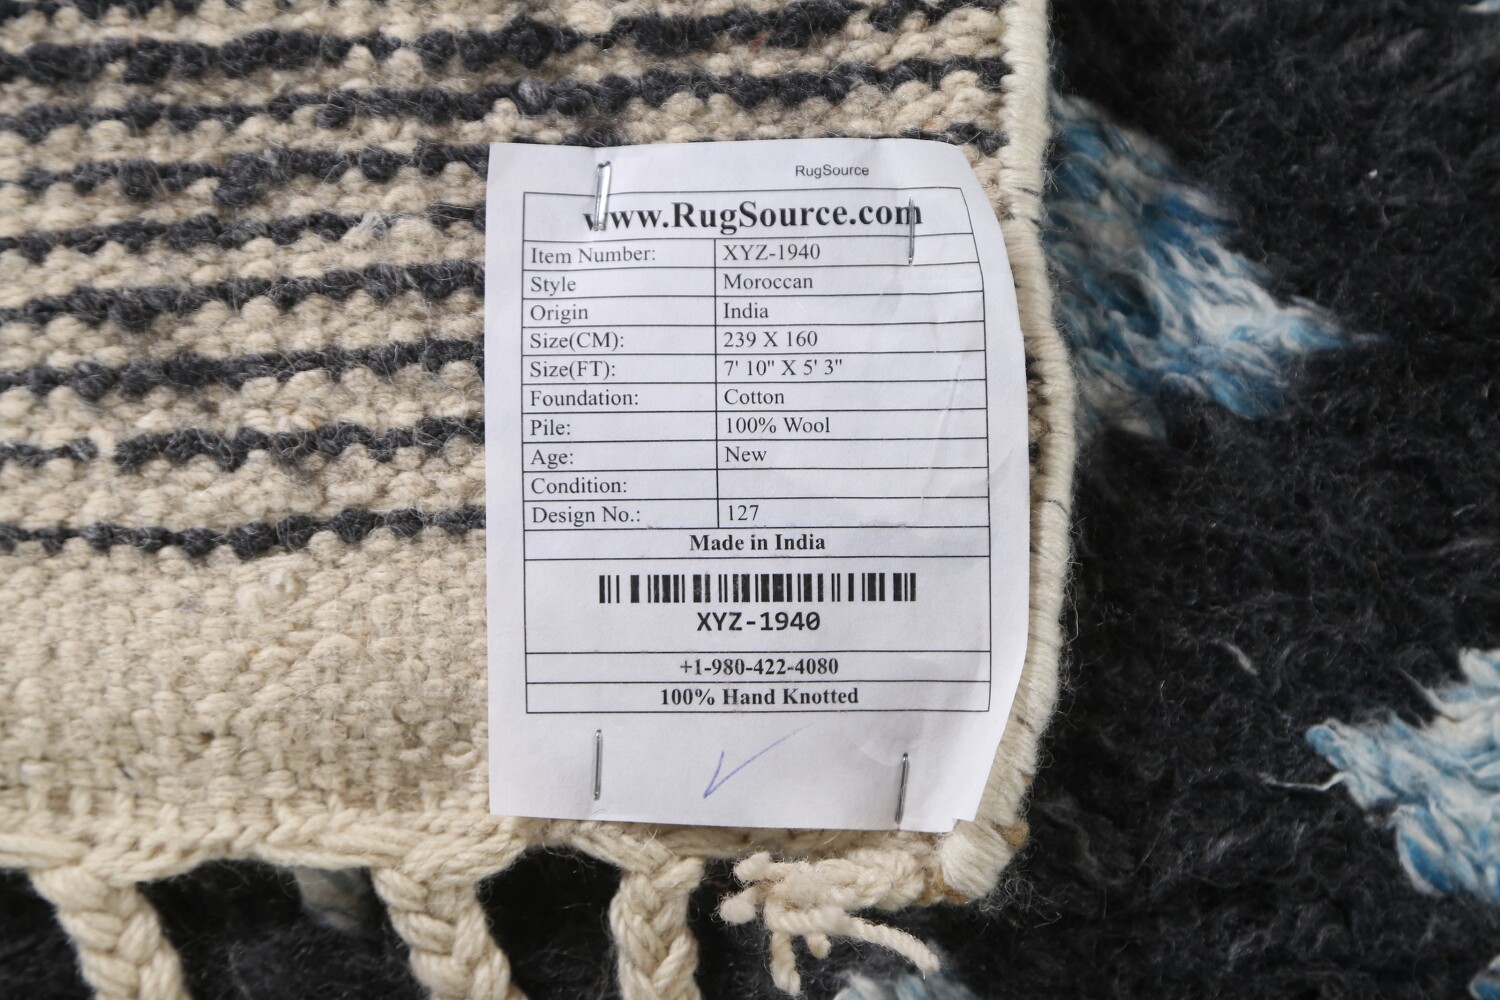 RugSource
www.RugSource.com
Item Number: XYZ-1940
Style Moroccan
Origin India
Size(CM): 239 X 160
Size(FT): 7' 10" X 5' 3"
Foundation: Cotton
Pile: 100% Wool
Age: New
Condition:
Design No.: 127
Made in India
XYZ-1940
+1-980-422-4080
100% Hand Knotted